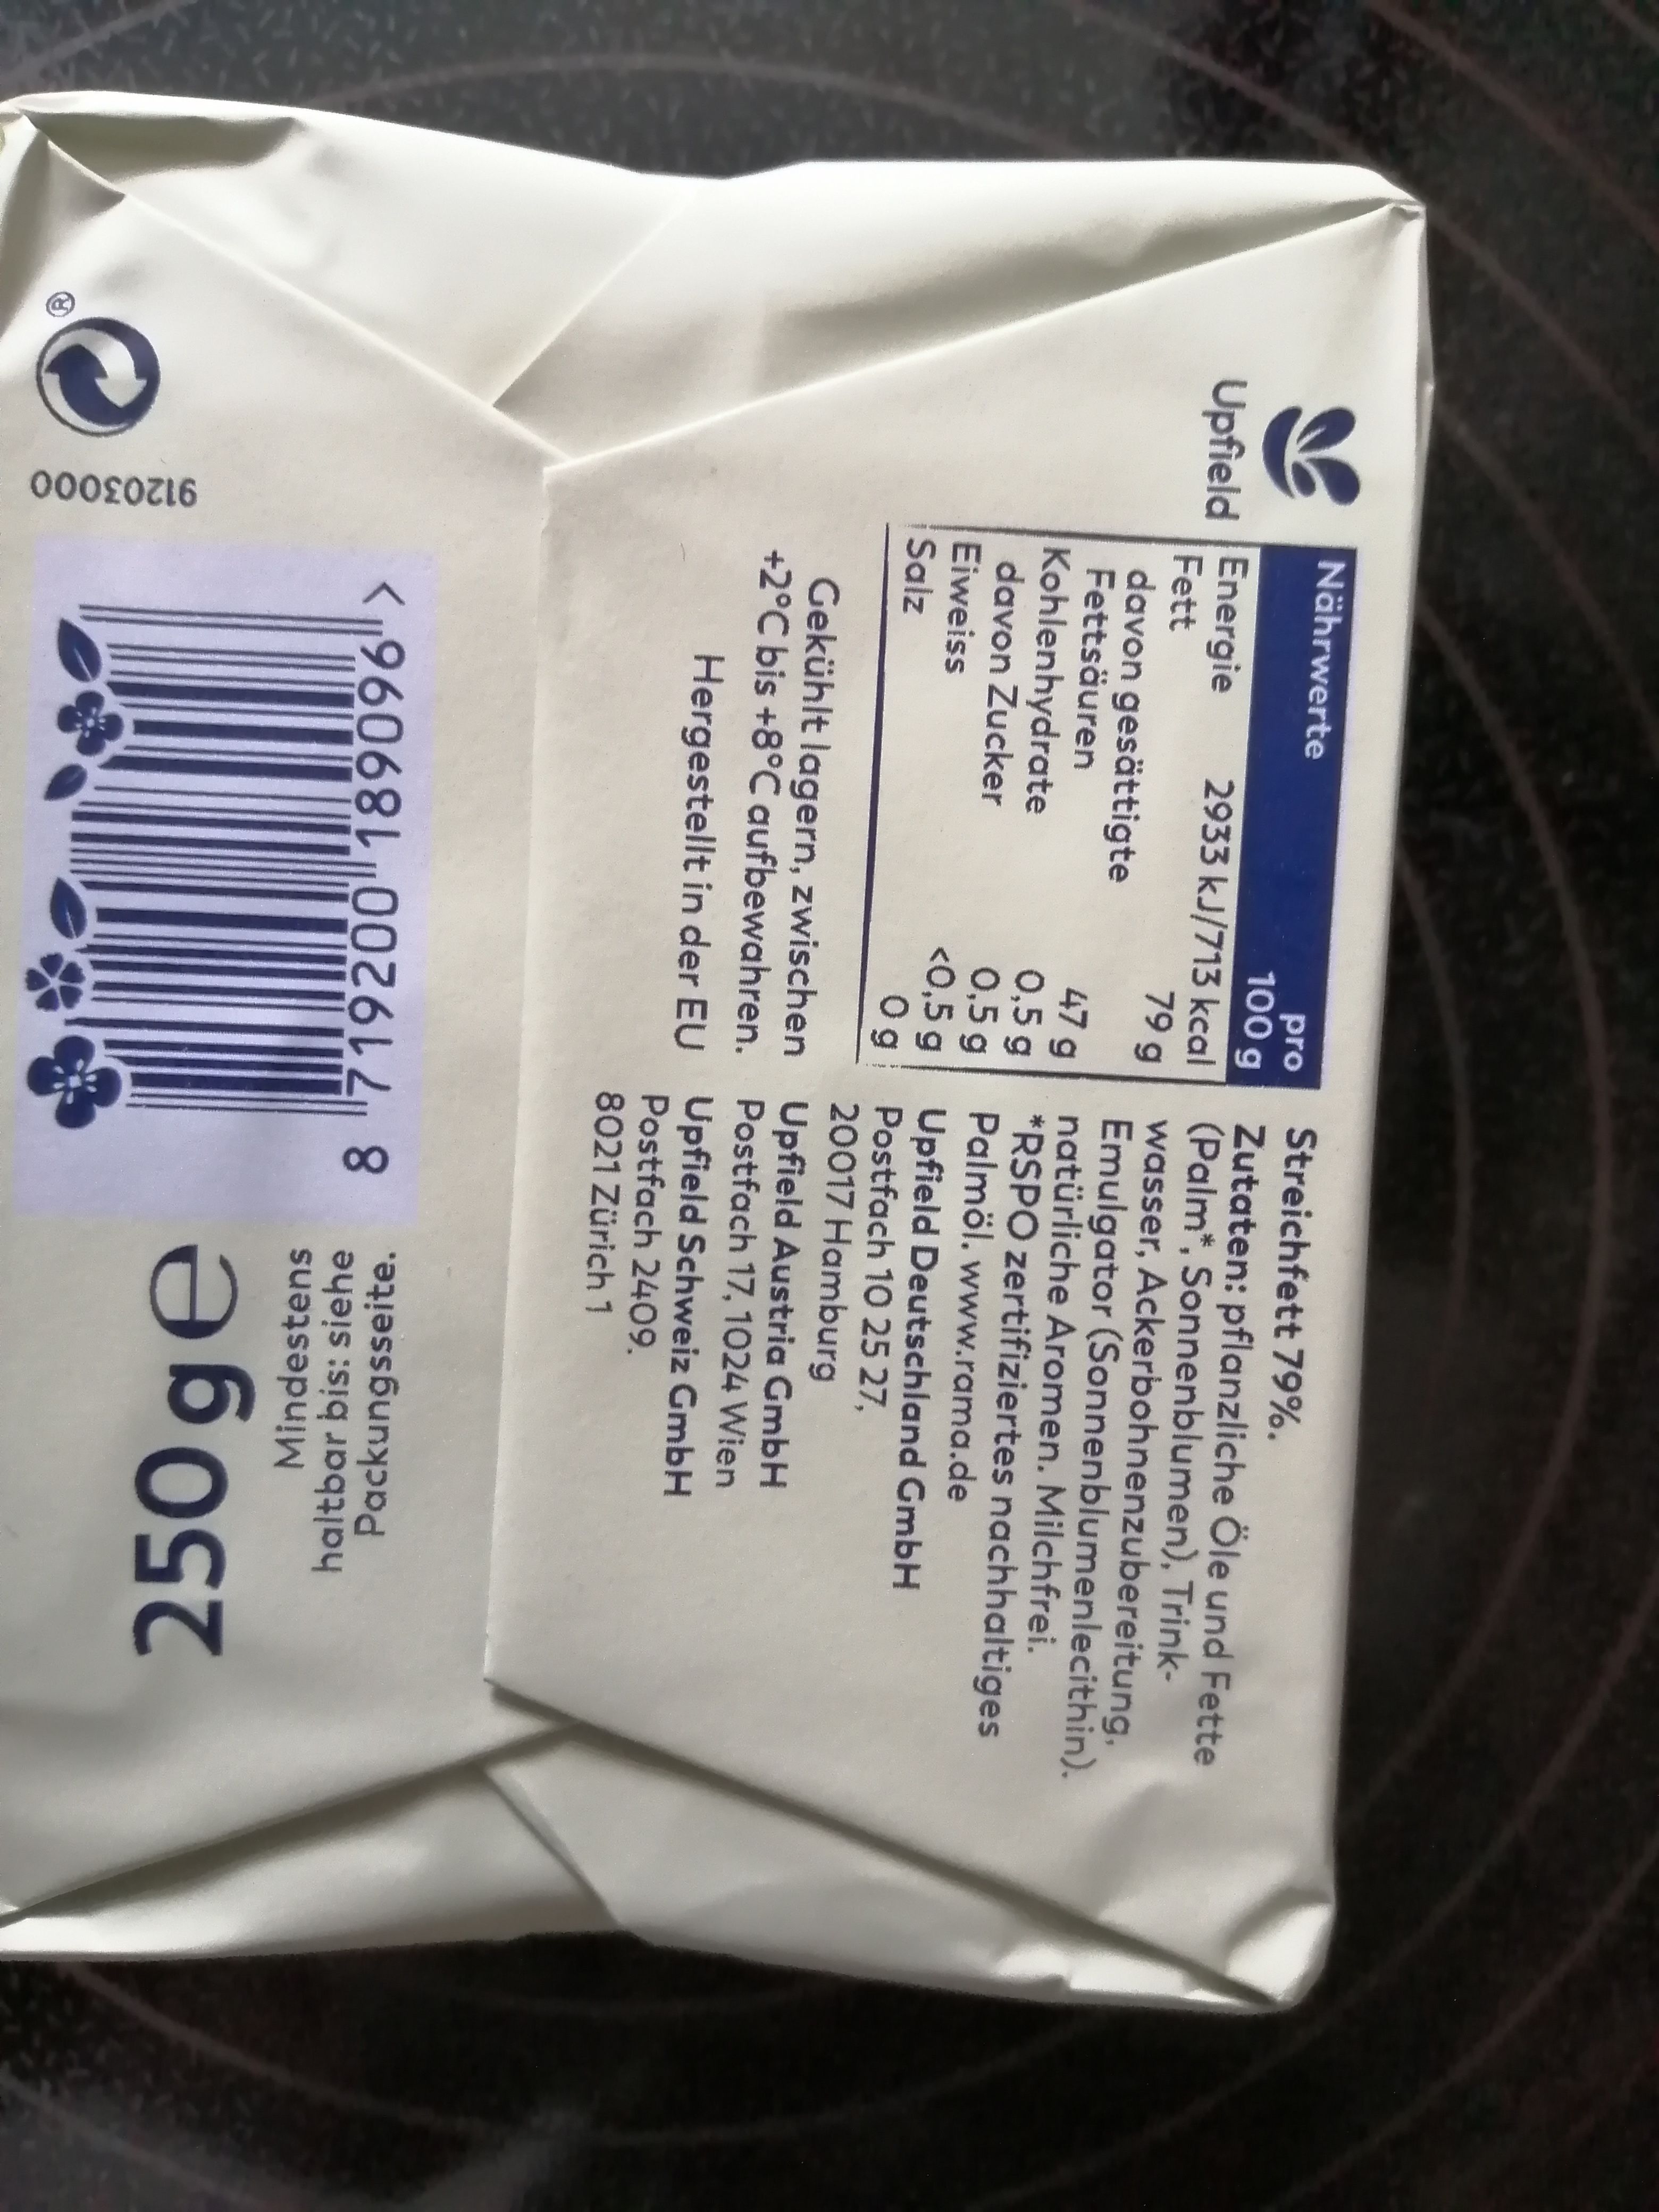 Upfield
Nährwerte
pro
100 g
Energie 2933 kJ/713 kcal
Fett 79 g
davon gesättigte
Fettsäuren 47 g
Kohlenhydrate 0,5 g
davon Zucker 0,5 g
Eiweiss <0,5 g
Salz 0 g
Gekühlt lagern, zwischen
+2°C bis +8°C aufbewahren.
Hergestellt in der EU
Streichfett 79%.
Zutaten: pflanzliche Öle und Fette
(Palm*, Sonnenblumen), Trink-
wasser, Ackerbohnenzubereitung,
Emulgator (Sonnenblumenlecithin),
natürliche Aromen. Milchfrei.
*RSPO zertifiziertes nachhaltiges
Palmöl. www.rama.de
Upfield Deutschland GmbH
Postfach 10 25 27,
20017 Hamburg
Upfield Austria GmbH
Postfach 17, 1024 Wien
Upfield Schweiz GmbH
Postfach 2409.
8021 Zürich 1
®
91203000
8 719200 189096 >
Mindestens
haltbar bis: siehe
Packungsseite.
250 g e